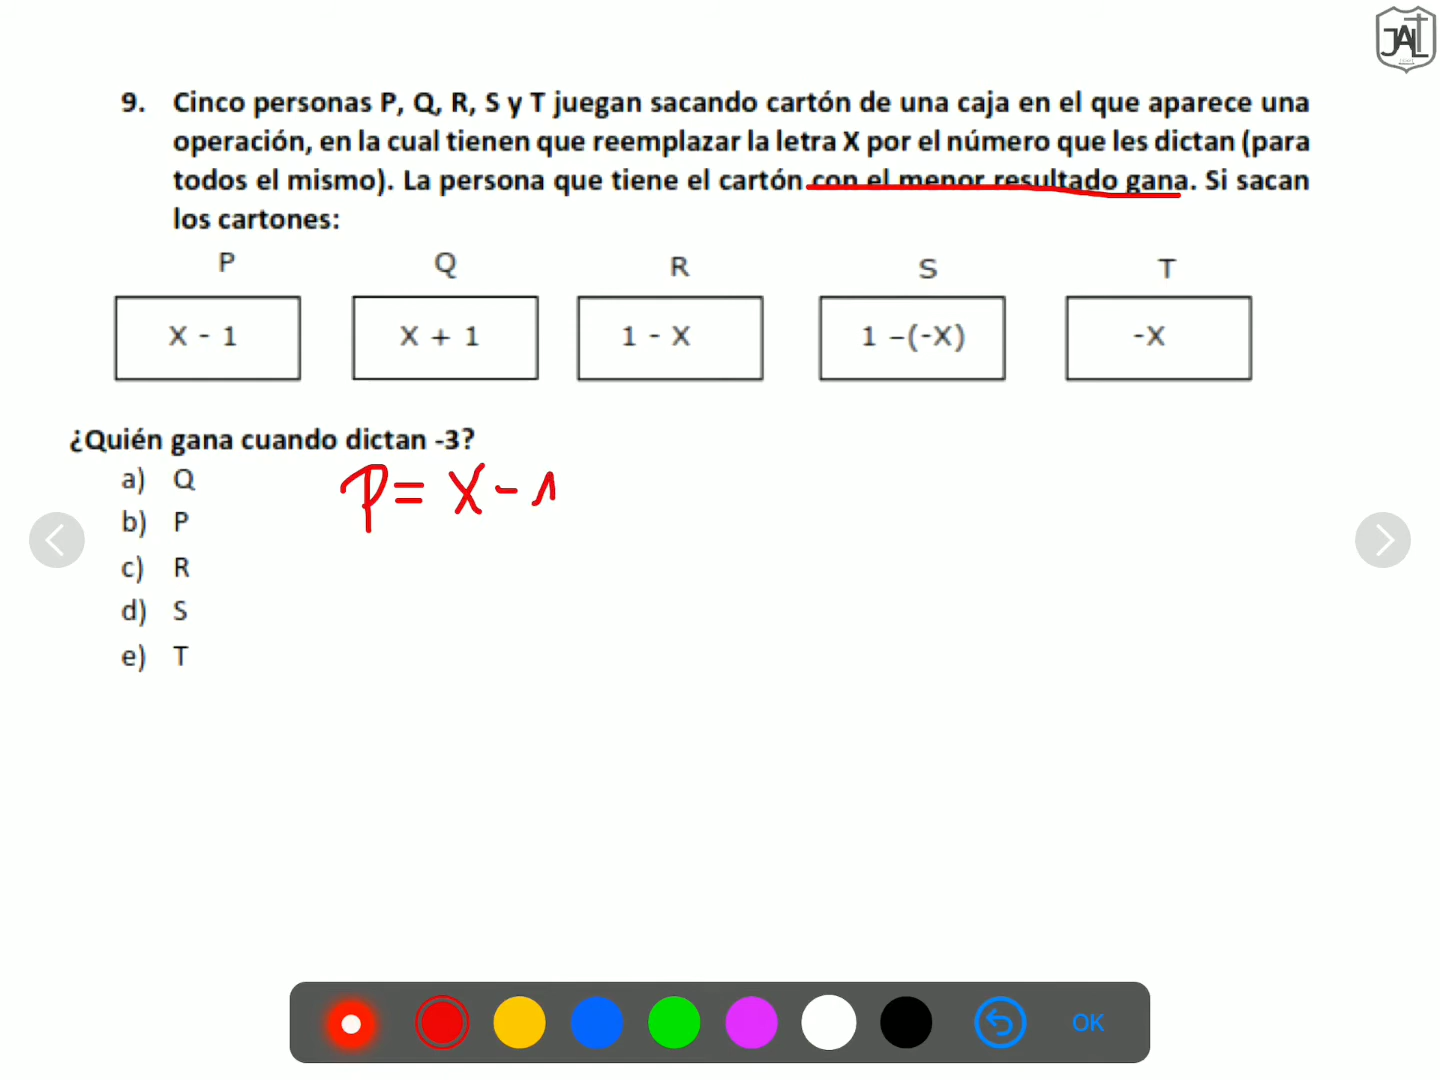 JALT
9. Cinco personas P, Q, R, S y T juegan sacando cartón de una caja en el que aparece una
operación, en la cual tienen que reemplazar la letra X por el número que les dictan (para
todos el mismo). La persona que tiene el cartón con el menor resultado gana. Si sacan
los cartones:
P Q R S T
X - 1 X + 1 1 - X 1 –(-X) -X
¿Quién gana cuando dictan -3?
a) Q
P = X - 1
b) P
c) R
d) S
e) T
OK